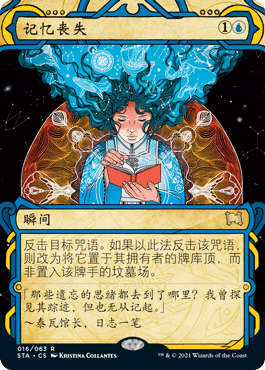 记忆丧失 1
瞬间
反击目标咒语。如果以此法反击该咒语，
则改为将它置于其拥有者的牌库顶，而
非置入该牌手的坟墓场。
「那些遗忘的思绪都去到了哪里？我曾探
见其踪迹，但也无从记起。」
～泰瓦馆长，日志一笔
016/063 R
STA • CS KRISTINA COLLANTES
™ & © 2021 Wizards of the Coast